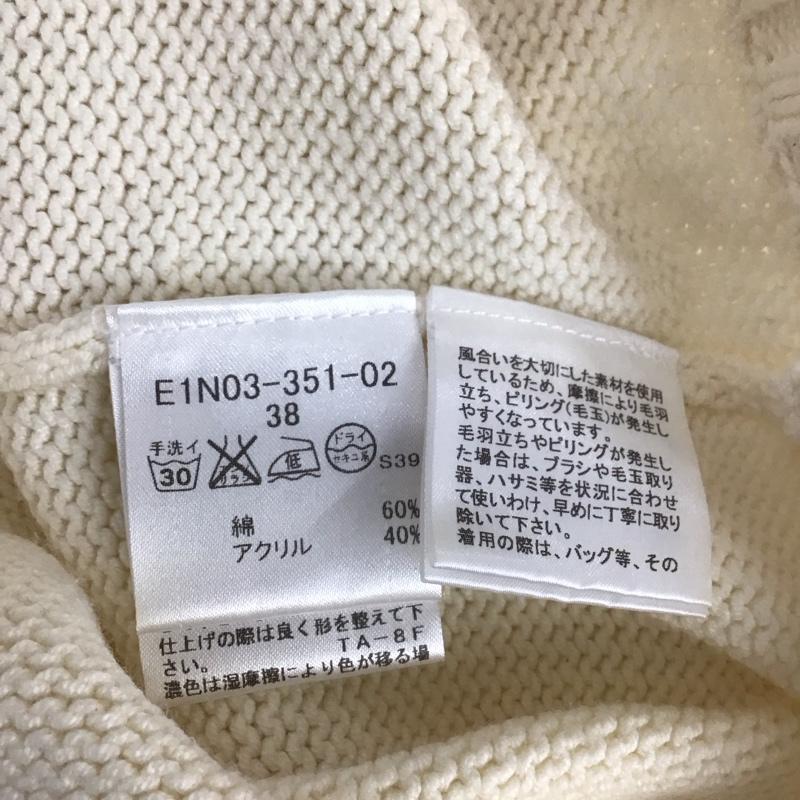 E1N03-351-02
38
手洗イ
30
エンソ
サラシ
低
ドライ
セキユ系
S39
綿 60%
アクリル 40%
仕上げの際は良く形を整えて下
さい。 TA-8F
濃色は湿摩擦により色が移る場
風合いを大切にした素材を使用
しているため、摩擦により毛羽
立ち、ピリング(毛玉)が発生し
やすくなっています。
毛羽立ちやピリングが発生し
た場合は、ブラシや毛玉取り
器、ハサミ等を状況に合わせ
て使いわけ、早めに丁寧に取り
除いて下さい。
着用の際は、バッグ等、その